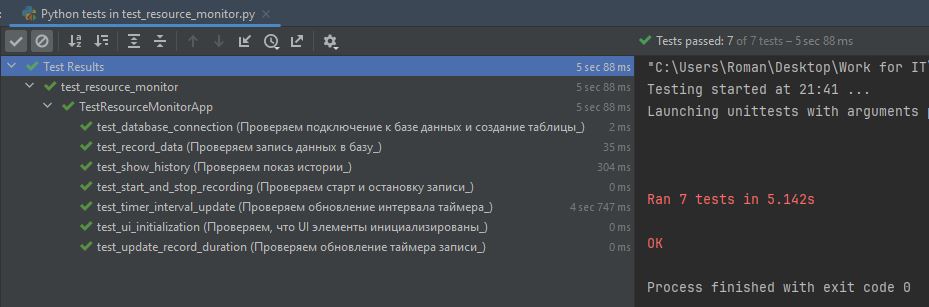 Python tests in test_resource_monitor.py
Tests passed: 7 of 7 tests – 5 sec 88 ms
Test Results 5 sec 88 ms
test_resource_monitor 5 sec 88 ms
TestResourceMonitorApp 5 sec 88 ms
test_database_connection (Проверяем подключение к базе данных и создание таблицы_) 2 ms
test_record_data (Проверяем запись данных в базу_) 35 ms
test_show_history (Проверяем показ истории_) 304 ms
test_start_and_stop_recording (Проверяем старт и остановку записи_) 0 ms
test_timer_interval_update (Проверяем обновление интервала таймера_) 4 sec 747 ms
test_ui_initialization (Проверяем, что UI элементы инициализированы_) 0 ms
test_update_record_duration (Проверяем обновление таймера записи_) 0 ms
"C:\Users\Roman\Desktop\Work for IT\
Testing started at 21:41 ...
Launching unittests with arguments
Ran 7 tests in 5.142s
OK
Process finished with exit code 0